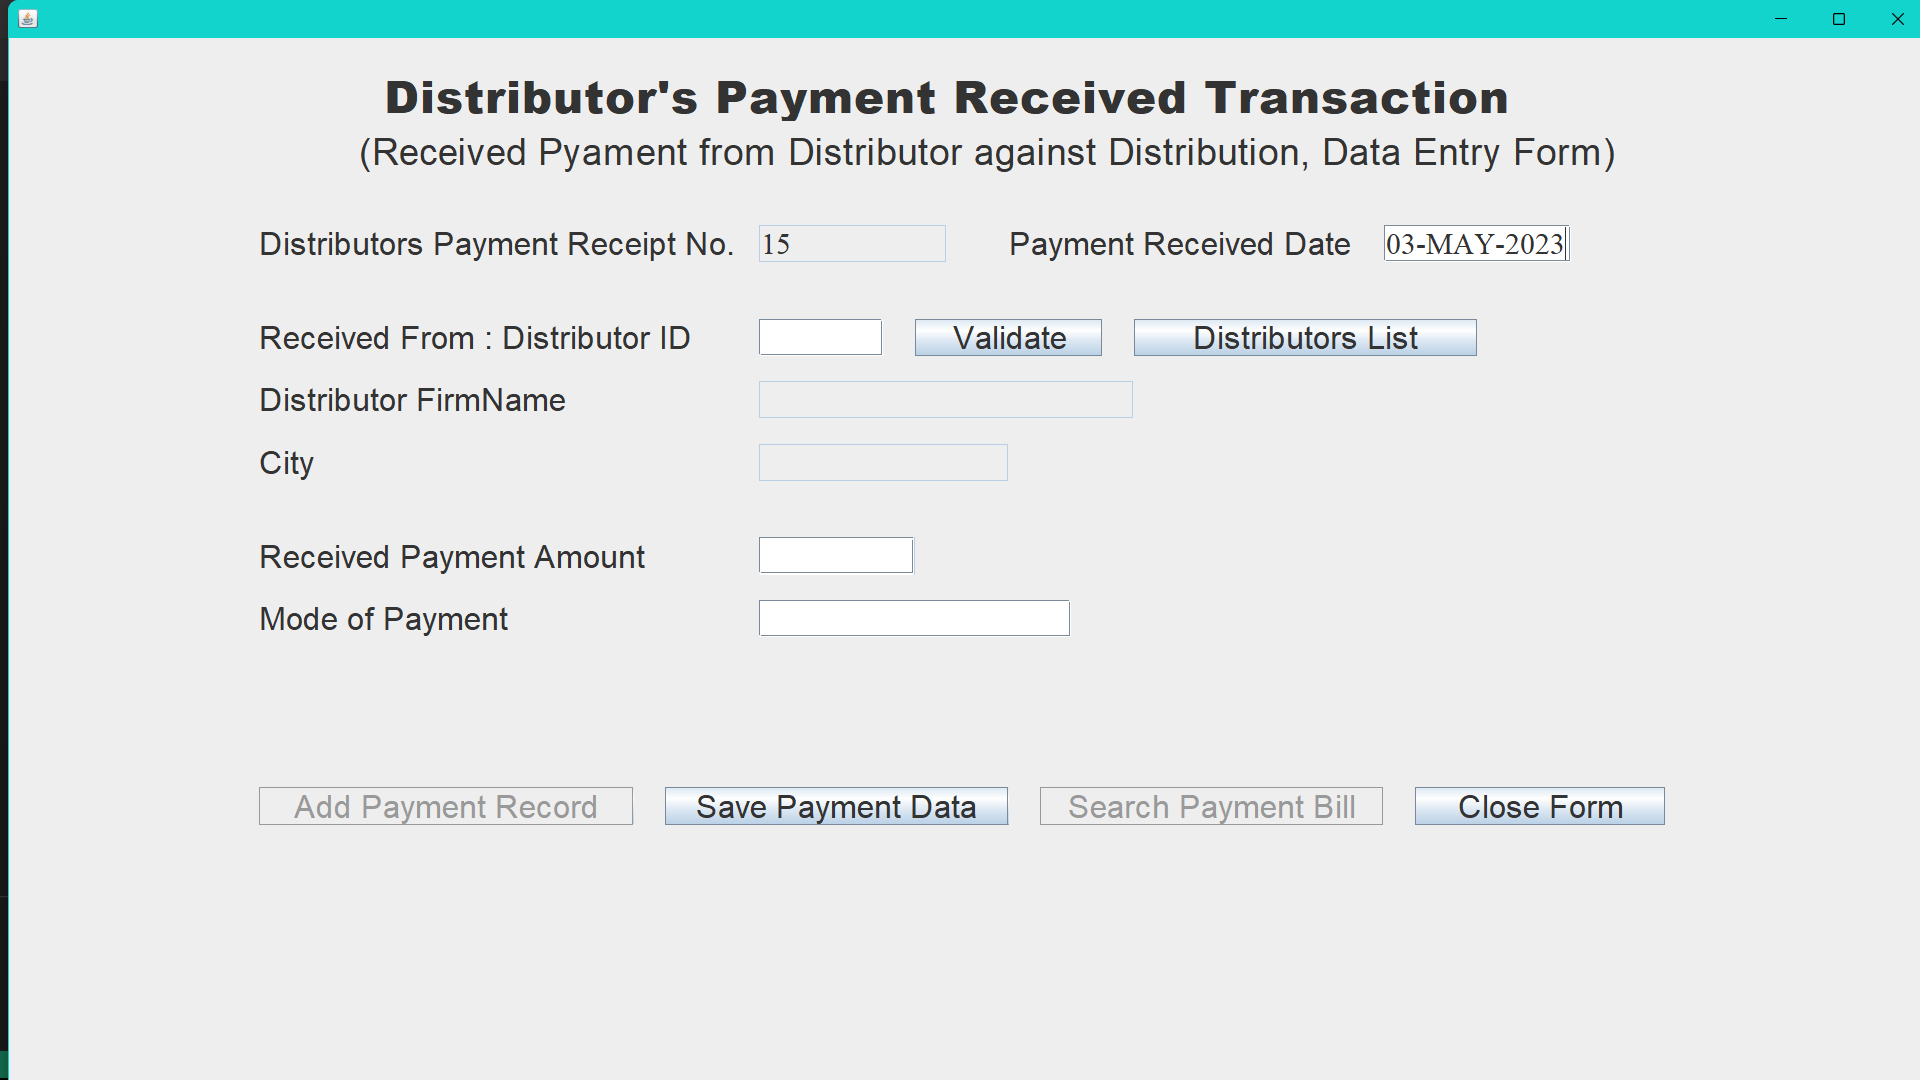 Distributor's Payment Received Transaction
(Received Pyament from Distributor against Distribution, Data Entry Form)
Distributors Payment Receipt No. 15 Payment Received Date 03-MAY-2023
Received From : Distributor ID Validate Distributors List
Distributor FirmName
City
Received Payment Amount
Mode of Payment
Add Payment Record Save Payment Data Search Payment Bill Close Form